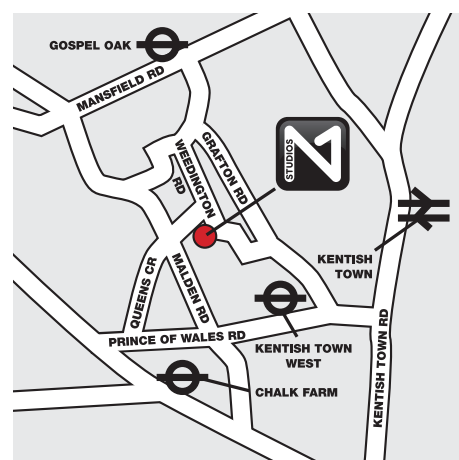 GOSPEL OAK
MANSFIELD RD
WEEDINGTON
RD
GRAFTON RD
STUDIOS
KENTISH
TOWN
QUEENS CR
MALDEN RD
PRINCE OF WALES RD
KENTISH TOWN
WEST
KENTISH TOWN RD
CHALK FARM